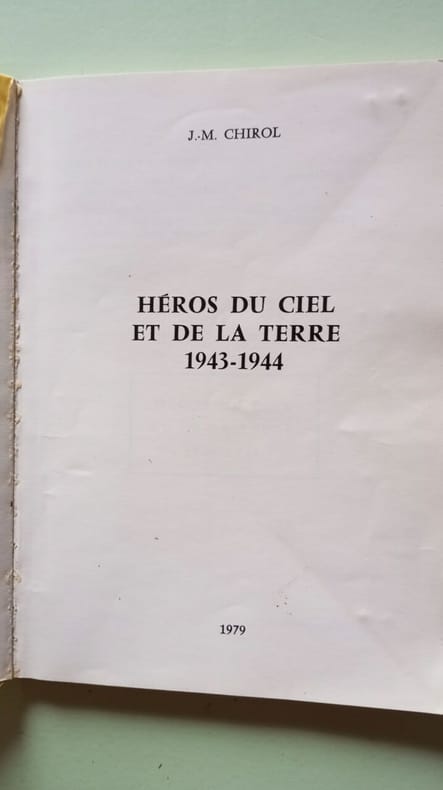 J.-M. CHIROL
HÉROS DU CIEL
ET DE LA TERRE
1943-1944
1979